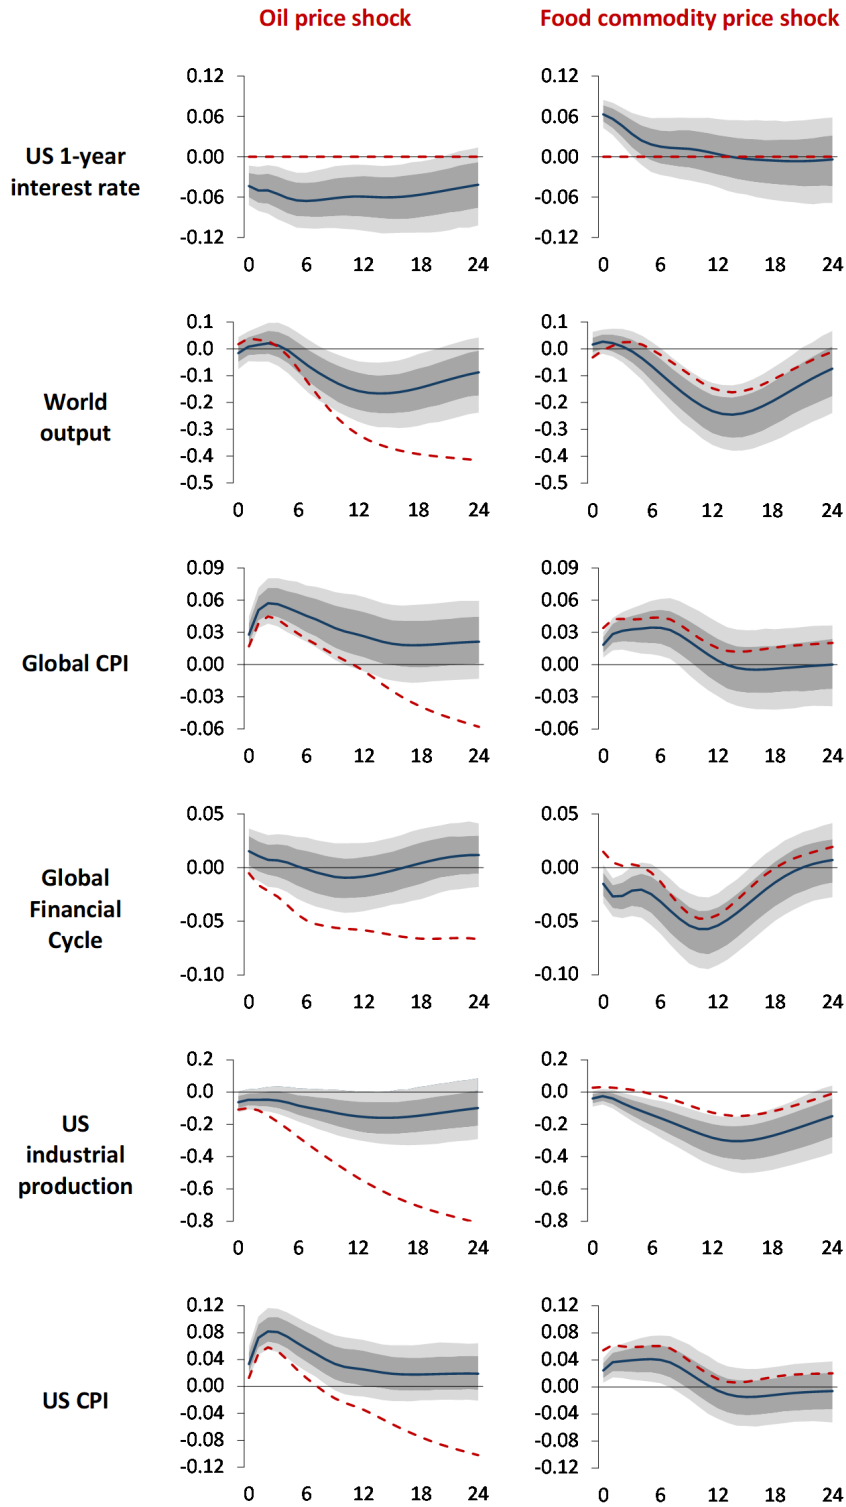 Oil price shock
Food commodity price shock
US 1-year
interest rate
0.12
0.06
0.00
-0.06
-0.12
0 6 12 18 24
0.12
0.06
0.00
-0.06
-0.12
0 6 12 18 24
World
output
0.1
0.0
-0.1
-0.2
-0.3
-0.4
-0.5
0 6 12 18 24
0.1
0.0
-0.1
-0.2
-0.3
-0.4
-0.5
0 6 12 18 24
Global CPI
0.09
0.06
0.03
0.00
-0.03
-0.06
0 6 12 18 24
0.09
0.06
0.03
0.00
-0.03
-0.06
0 6 12 18 24
Global
Financial
Cycle
0.05
0.00
-0.05
-0.10
0 6 12 18 24
0.05
0.00
-0.05
-0.10
0 6 12 18 24
US
industrial
production
0.2
0.0
-0.2
-0.4
-0.6
-0.8
0 6 12 18 24
0.2
0.0
-0.2
-0.4
-0.6
-0.8
0 6 12 18 24
US CPI
0.12
0.08
0.04
0.00
-0.04
-0.08
-0.12
0 6 12 18 24
0.12
0.08
0.04
0.00
-0.04
-0.08
-0.12
0 6 12 18 24